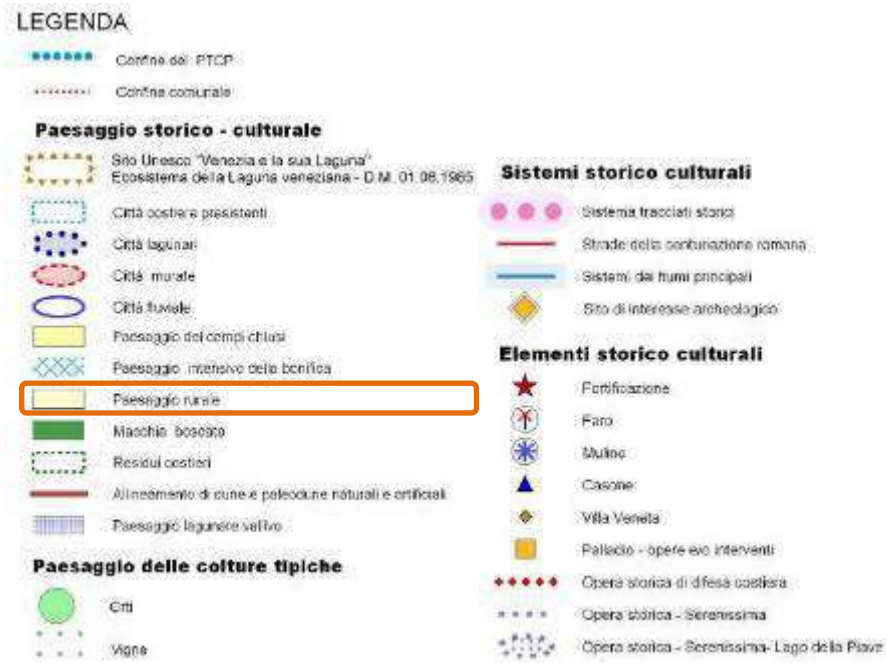 LEGENDA
Confine del PTCP
Confine comunale
Paesaggio storico - culturale
Sito Unesco "Venezia e la sua Laguna"
Ecosistema della Laguna veneziana - D.M. 01.08.1985
Città costiere presistenti
Città lagunari
Città murate
Città fluviale
Paesaggio dei campi chiusi
Paesaggio intensivo della bonifica
Paesaggio rurale
Macchia boscata
Residui costieri
Allineamento di dune e paleodune naturali e artificiali
Paesaggio lagunare vallivo
Paesaggio delle colture tipiche
Orti
Vigne
Sistemi storico culturali
Sistema tracciati storici
Strade della centuriazione romana
Sistemi dei fiumi principali
Sito di interesse archeologico
Elementi storico culturali
Fortificazione
Faro
Mulino
Casone
Villa Veneta
Palladio - opere e/o interventi
Opera storica di difesa costiera
Opera storica - Serenissima
Opera storica - Serenissima- Lago della Piave